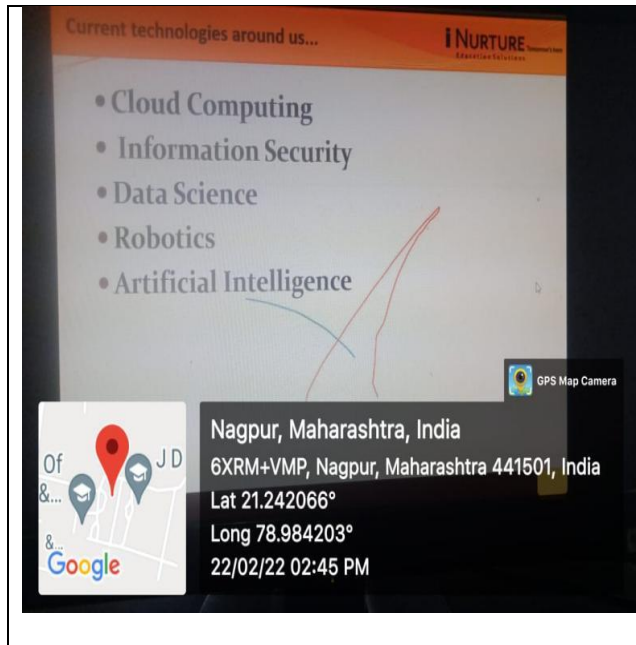 Current technologies around us...
iNURTURE
Education Solutions
• Cloud Computing
• Information Security
• Data Science
• Robotics
• Artificial Intelligence
GPS Map Camera
Of
&...
J D
&...
Google
Nagpur, Maharashtra, India
6XRM+VMP, Nagpur, Maharashtra 441501, India
Lat 21.242066°
Long 78.984203°
22/02/22 02:45 PM